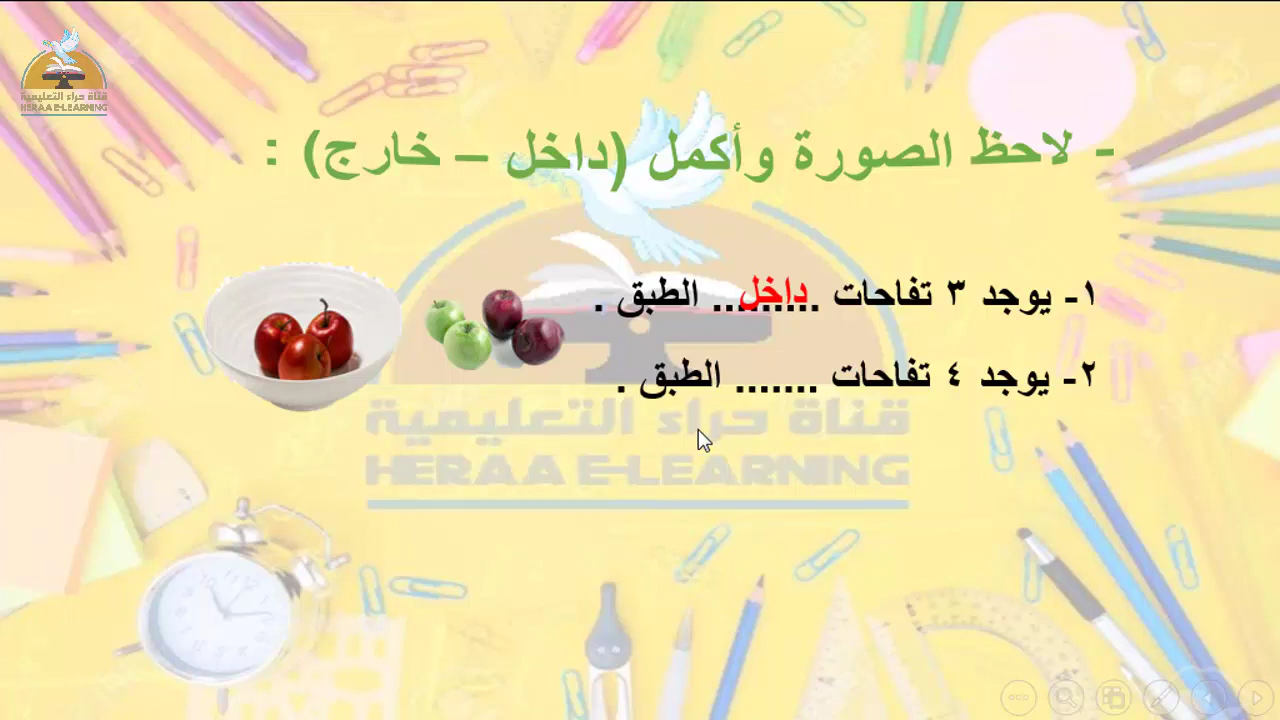 قناة حراء التعليمية
HERAA E-LEARNING
- لاحظ الصورة وأكمل (داخل – خارج) :
١- يوجد ٣ تفاحات ...داخل... الطبق .
٢- يوجد ٤ تفاحات ....... الطبق .
قناة حراء التعليمية
HERAA E-LEARNING